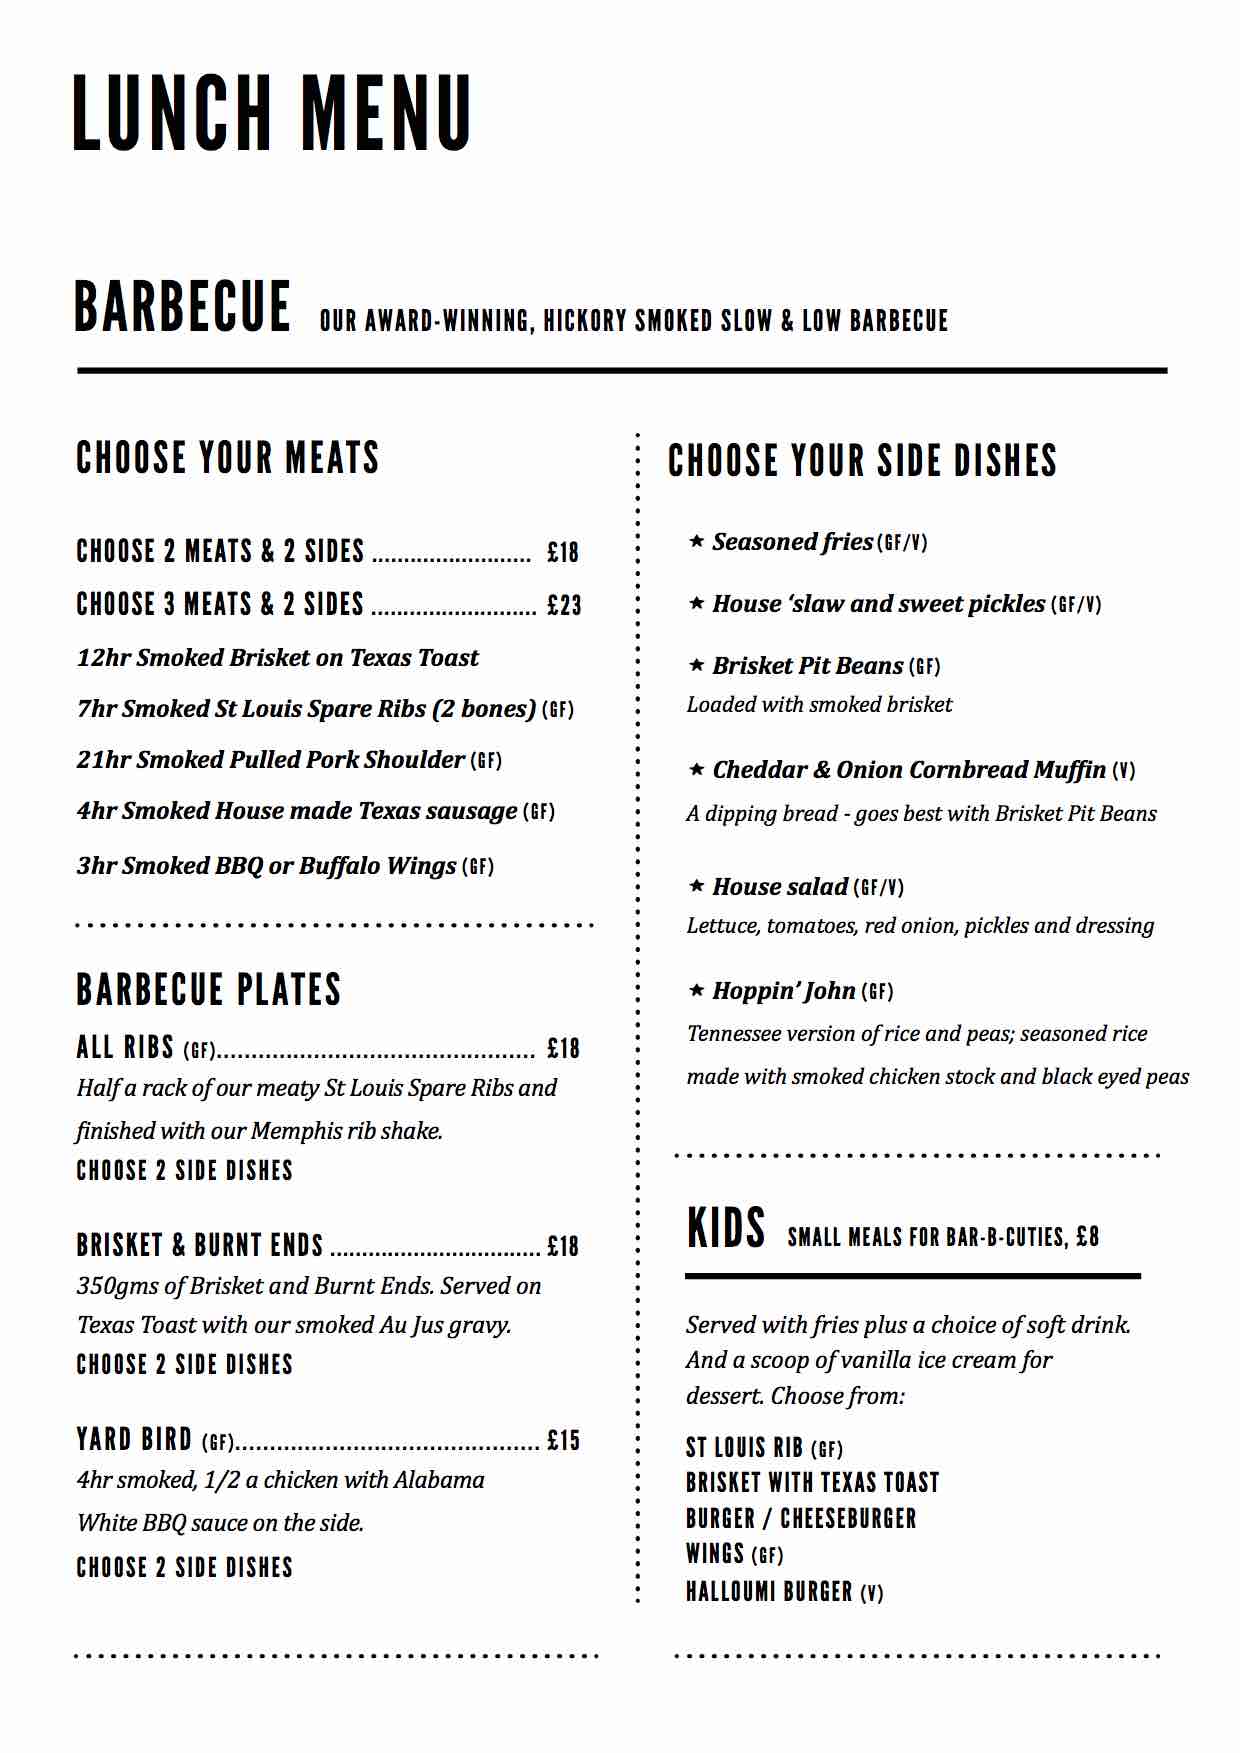 LUNCH MENU
BARBECUE OUR AWARD-WINNING, HICKORY SMOKED SLOW & LOW BARBECUE
CHOOSE YOUR MEATS
CHOOSE 2 MEATS & 2 SIDES ......................... £18
CHOOSE 3 MEATS & 2 SIDES .......................... £23
12hr Smoked Brisket on Texas Toast
7hr Smoked St Louis Spare Ribs (2 bones) (GF)
21hr Smoked Pulled Pork Shoulder (GF)
4hr Smoked House made Texas sausage (GF)
3hr Smoked BBQ or Buffalo Wings (GF)
BARBECUE PLATES
ALL RIBS (GF).............................................. £18
Half a rack of our meaty St Louis Spare Ribs and
finished with our Memphis rib shake.
CHOOSE 2 SIDE DISHES
BRISKET & BURNT ENDS ................................. £18
350gms of Brisket and Burnt Ends. Served on
Texas Toast with our smoked Au Jus gravy.
CHOOSE 2 SIDE DISHES
YARD BIRD (GF)............................................ £15
4hr smoked, 1/2 a chicken with Alabama
White BBQ sauce on the side.
CHOOSE 2 SIDE DISHES
CHOOSE YOUR SIDE DISHES
★ Seasoned fries (GF/V)
★ House ‘slaw and sweet pickles (GF/V)
★ Brisket Pit Beans (GF)
Loaded with smoked brisket
★ Cheddar & Onion Cornbread Muffin (V)
A dipping bread - goes best with Brisket Pit Beans
★ House salad (GF/V)
Lettuce, tomatoes, red onion, pickles and dressing
★ Hoppin’ John (GF)
Tennessee version of rice and peas; seasoned rice
made with smoked chicken stock and black eyed peas
KIDS SMALL MEALS FOR BAR-B-CUTIES, £8
Served with fries plus a choice of soft drink.
And a scoop of vanilla ice cream for
dessert. Choose from:
ST LOUIS RIB (GF)
BRISKET WITH TEXAS TOAST
BURGER / CHEESEBURGER
WINGS (GF)
HALLOUMI BURGER (V)